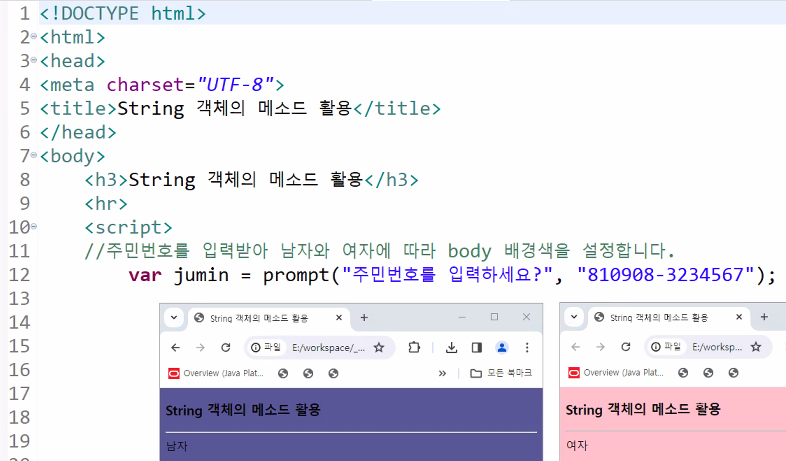 1 <!DOCTYPE html>
2 <html>
3 <head>
4 <meta charset="UTF-8">
5 <title>String 객체의 메소드 활용</title>
6 </head>
7 <body>
8 <h3>String 객체의 메소드 활용</h3>
9 <hr>
10 <script>
11 //주민번호를 입력받아 남자와 여자에 따라 body 배경색을 설정합니다.
12 var jumin = prompt("주민번호를 입력하세요?", "810908-3234567");
13
14
15
16
17
18
19
String 객체의 메소드 활용
파일 E:/workspace/_...
Overview (Java Plat...
» 모든 북마크
String 객체의 메소드 활용
남자
String 객체의 메소드 활용
파일 E:/worksp...
Overview (Java Plat...
String 객체의 메소드 활용
여자